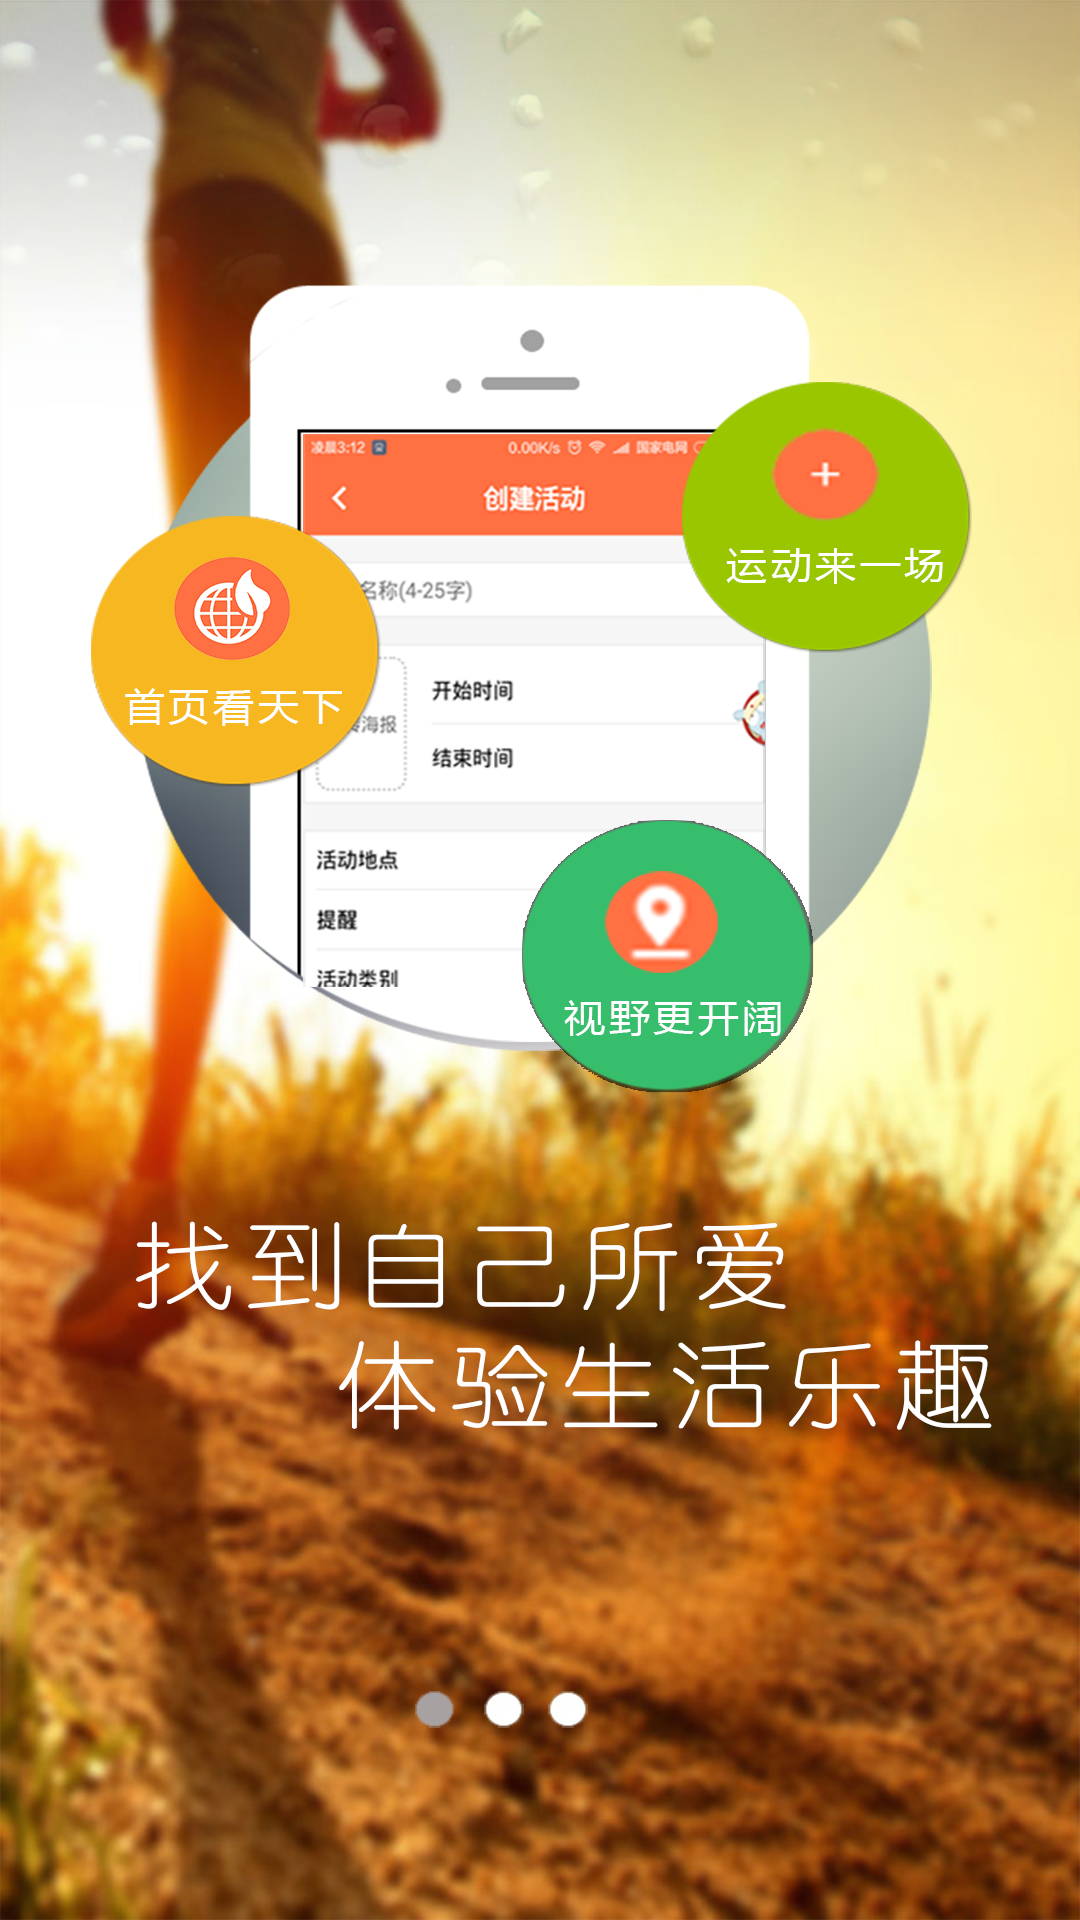 凌晨3:12
0.00K/s
国家电网
创建活动
运动来一场
名称(4-25字)
首页看天下
开始时间
海报
结束时间
活动地点
提醒
活动类别
视野更开阔
找到自己所爱
体验生活乐趣